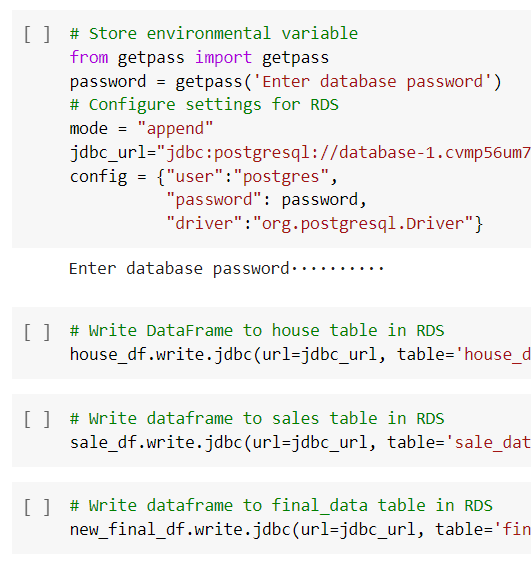 [ ] # Store environmental variable
from getpass import getpass
password = getpass('Enter database password')
# Configure settings for RDS
mode = "append"
jdbc_url="jdbc:postgresql://database-1.cvmp56um7
config = {"user":"postgres",
"password": password,
"driver":"org.postgresql.Driver"}
Enter database password··········
[ ] # Write DataFrame to house table in RDS
house_df.write.jdbc(url=jdbc_url, table='house_d
[ ] # Write dataframe to sales table in RDS
sale_df.write.jdbc(url=jdbc_url, table='sale_dat
[ ] # Write dataframe to final_data table in RDS
new_final_df.write.jdbc(url=jdbc_url, table='fin